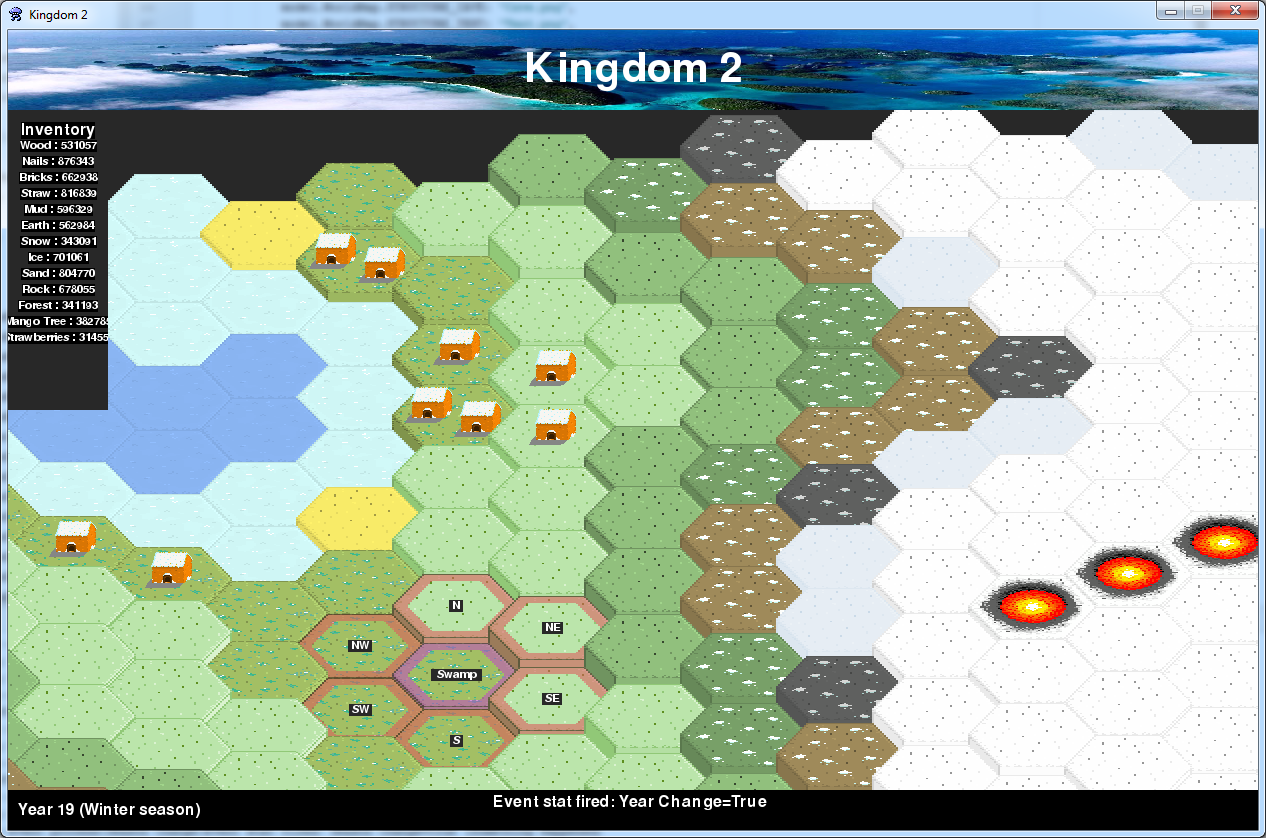 Kingdom 2
Kingdom 2
Inventory
Wood : 531057
Nails : 876343
Bricks : 662938
Straw : 816839
Mud : 596329
Earth : 562984
Snow : 343091
Ice : 701061
Sand : 804770
Rock : 678055
Forest : 341193
Mango Tree : 38278
Strawberries : 31455
N
NE
NW
Swamp
SE
SW
S
Year 19 (Winter season)
Event stat fired: Year Change=True